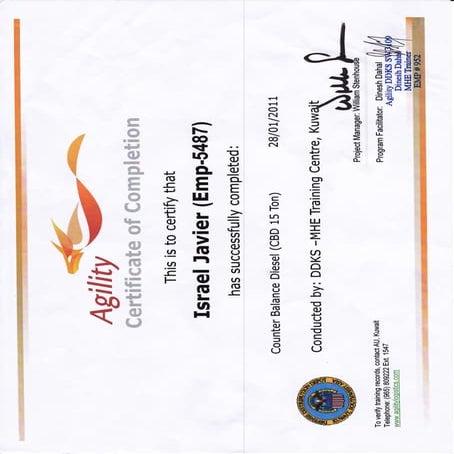 Agility
Certificate of Completion
This is to certify that
Israel Javier (Emp-5487)
has successfully completed:
Counter Balance Diesel (CBD 15 Ton) 28/01/2011
Conducted by: DDKS -MHE Training Centre, Kuwait
Project Manager: William Stenhouse
Program Facilitator: Dinesh Dahal
Agility DDKS SW3109
Dinesh Dahal
MHE Trainer
EMP # 952
To verify training records, contact AU, Kuwait
Telephone: (965) 809222 Ext. 1547
www.agilitylogistics.com